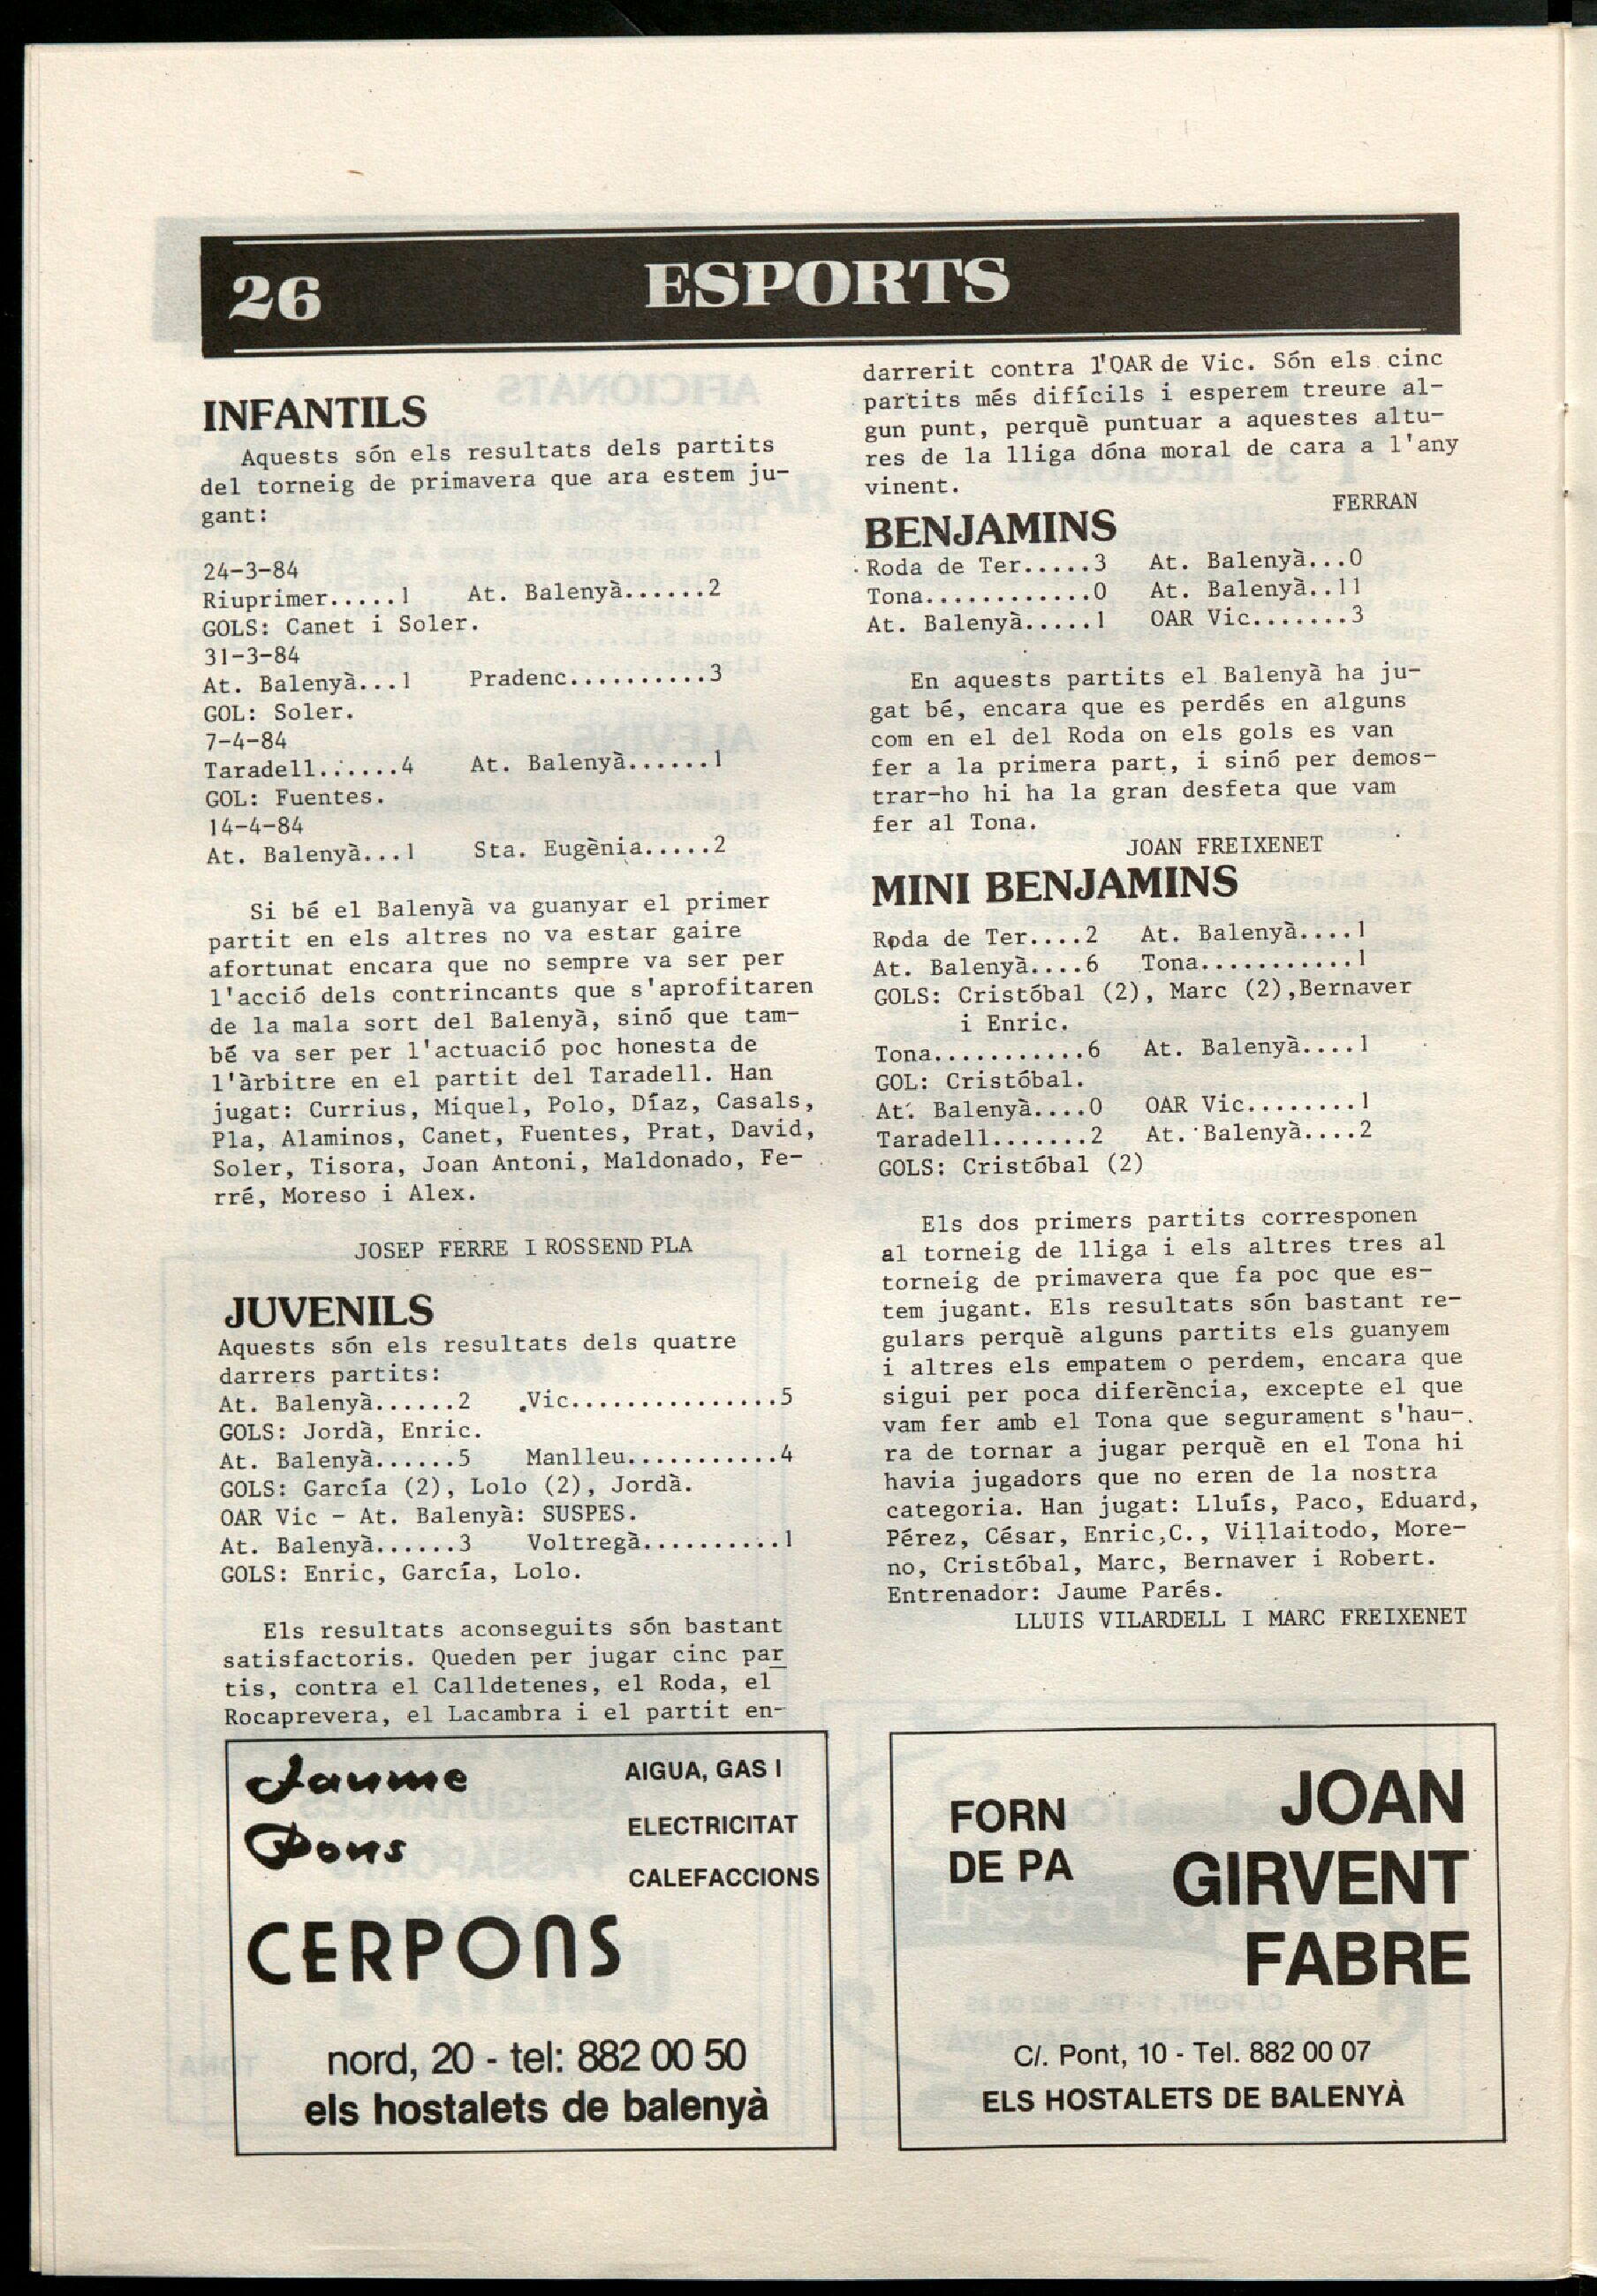 26
ESPORTS
INFANTILS
Aquests són els resultats dels partits
del torneig de primavera que ara estem ju-
gant:
24-3-84
Riuprimer.....1 At. Balenyà......2
GOLS: Canet i Soler.
31-3-84
At. Balenyà...1 Pradenc..........3
GOL: Soler.
7-4-84
Taradell.......4 At. Balenyà......1
GOL: Fuentes.
14-4-84
At. Balenyà...1 Sta. Eugènia.....2
Si bé el Balenyà va guanyar el primer
partit en els altres no va estar gaire
afortunat encara que no sempre va ser per
l'acció dels contrincants que s'aprofitaren
de la mala sort del Balenyà, sinó que tam-
bé va ser per l'actuació poc honesta de
l'àrbitre en el partit del Taradell. Han
jugat: Currius, Miquel, Polo, Díaz, Casals,
Pla, Alaminos, Canet, Fuentes, Prat, David,
Soler, Tisora, Joan Antoni, Maldonado, Fe-
rré, Moreso i Alex.
JOSEP FERRE I ROSSEND PLA
JUVENILS
Aquests són els resultats dels quatre
darrers partits:
At. Balenyà......2 Vic...............5
GOLS: Jordà, Enric.
At. Balenyà......5 Manlleu...........4
GOLS: García (2), Lolo (2), Jordà.
OAR Vic - At. Balenyà: SUSPES.
At. Balenyà......3 Voltregà..........1
GOLS: Enric, García, Lolo.
Els resultats aconseguits són bastant
satisfactoris. Queden per jugar cinc par
tis, contra el Calldetenes, el Roda, el
Rocaprevera, el Lacambra i el partit en-
darrerit contra l'OAR de Vic. Són els cinc
partits més difícils i esperem treure al-
gun punt, perquè puntuar a aquestes altu-
res de la lliga dóna moral de cara a l'any
vinent.
FERRAN
BENJAMINS
Roda de Ter.....3 At. Balenyà...0
Tona............0 At. Balenyà..11
At. Balenyà.....1 OAR Vic.......3
En aquests partits el Balenyà ha ju-
gat bé, encara que es perdés en alguns
com en el del Roda on els gols es van
fer a la primera part, i sinó per demos-
trar-ho hi ha la gran desfeta que vam
fer al Tona.
JOAN FREIXENET
MINI BENJAMINS
Roda de Ter....2 At. Balenyà....1
At. Balenyà....6 Tona...........1
GOLS: Cristóbal (2), Marc (2),Bernaver
i Enric.
Tona...........6 At. Balenyà....1
GOL: Cristóbal.
At. Balenyà....0 OAR Vic........1
Taradell.......2 At. Balenyà....2
GOLS: Cristóbal (2)
Els dos primers partits corresponen
al torneig de lliga i els altres tres al
torneig de primavera que fa poc que es-
tem jugant. Els resultats són bastant re-
gulars perquè alguns partits els guanyem
i altres els empatem o perdem, encara que
sigui per poca diferència, excepte el que
vam fer amb el Tona que segurament s'hau-
ra de tornar a jugar perquè en el Tona hi
havia jugadors que no eren de la nostra
categoria. Han jugat: Lluís, Paco, Eduard,
Pérez, César, Enric,C., Villaitodo, More-
no, Cristóbal, Marc, Bernaver i Robert.
Entrenador: Jaume Parés.
LLUIS VILARDELL I MARC FREIXENET
Jaume
Pons
AIGUA, GAS I
ELECTRICITAT
CALEFACCIONS
CERPONS
nord, 20 - tel: 882 00 50
els hostalets de balenyà
FORN
DE PA
JOAN
GIRVENT
FABRE
C/. Pont, 10 - Tel. 882 00 07
ELS HOSTALETS DE BALENYÀ